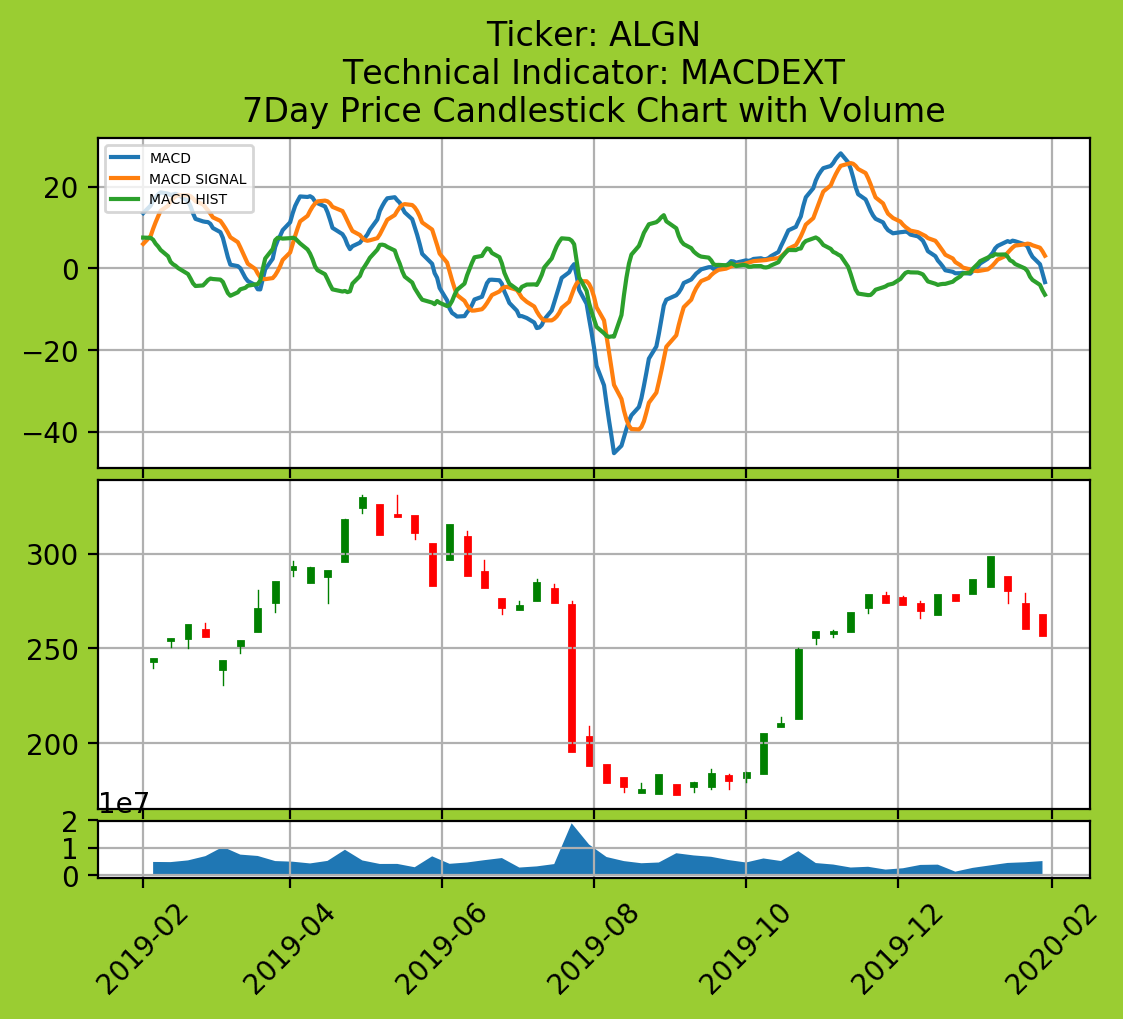 Ticker: ALGN
Technical Indicator: MACDEXT
7Day Price Candlestick Chart with Volume
MACD
MACD SIGNAL
MACD HIST
20
0
−20
−40
300
250
200
1e7
2
1
0
2019-02
2019-04
2019-06
2019-08
2019-10
2019-12
2020-02